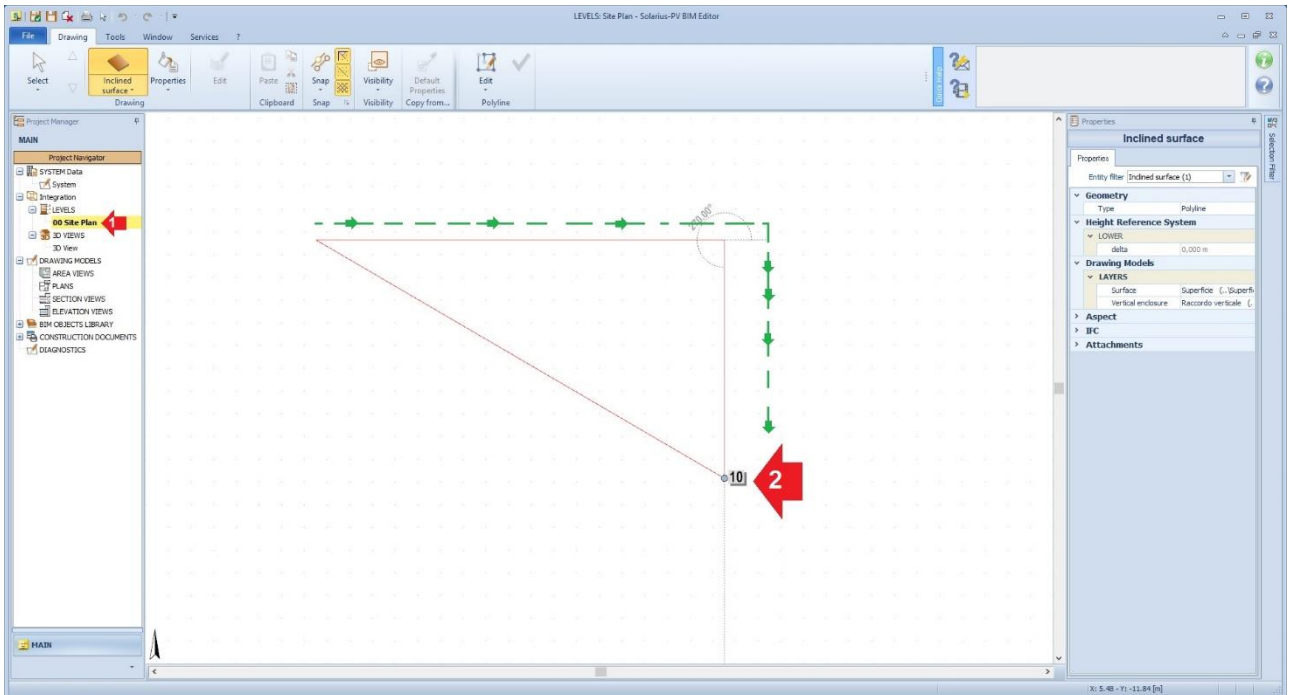 LEVELS: Site Plan - Solarius-PV BIM Editor
File Drawing Tools Window Services ?
Select
Inclined surface
Properties
Edit
Paste
Snap
Visibility
Default Properties
Edit
Drawing
Clipboard
Snap
Visibility
Copy from...
Polyline
Quick Help
Project Manager
MAIN
Project Navigator
SYSTEM Data
System
Integration
LEVELS
00 Site Plan
1
3D VIEWS
3D View
DRAWING MODELS
AREA VIEWS
PLANS
SECTION VIEWS
ELEVATION VIEWS
BIM OBJECTS LIBRARY
CONSTRUCTION DOCUMENTS
DIAGNOSTICS
MAIN
270.00°
10
2
Properties
Inclined surface
Properties
Entity filter Inclined surface (1)
Geometry
Type Polyline
Height Reference System
LOWER
delta 0,000 m
Drawing Models
LAYERS
Surface Superficie {..\Superfi
Vertical enclosure Raccordo verticale {.
Aspect
IFC
Attachments
Selection Filter
X: 5.48 - Y: -11.84 [m]